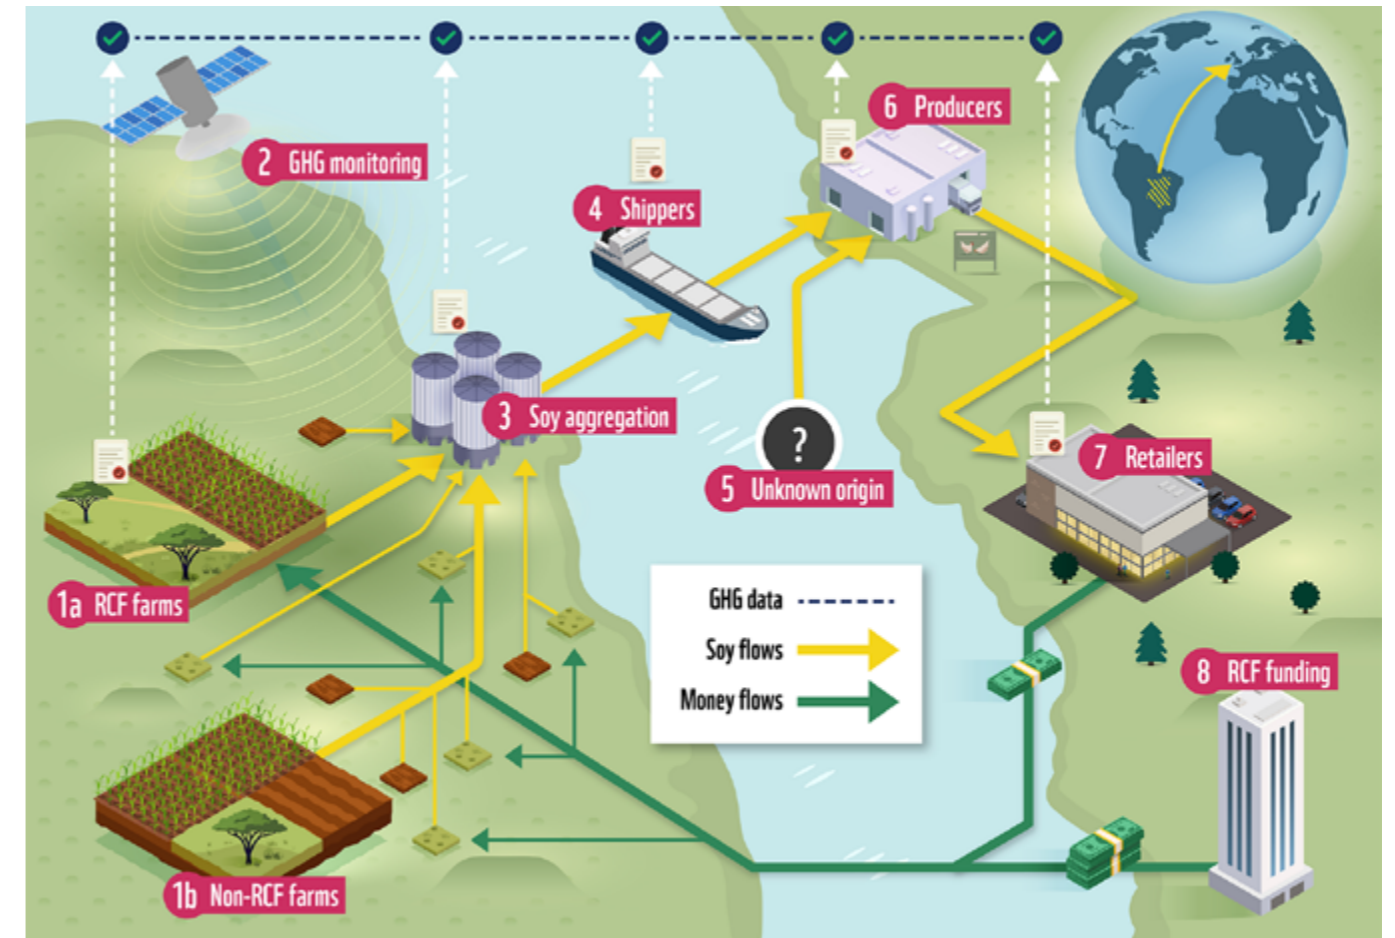 6 Producers
2 GHG monitoring
4 Shippers
3 Soy aggregation
?
7 Retailers
5 Unknown origin
1a RCF farms
GHG data
Soy flows
Money flows
8 RCF funding
1b Non-RCF farms